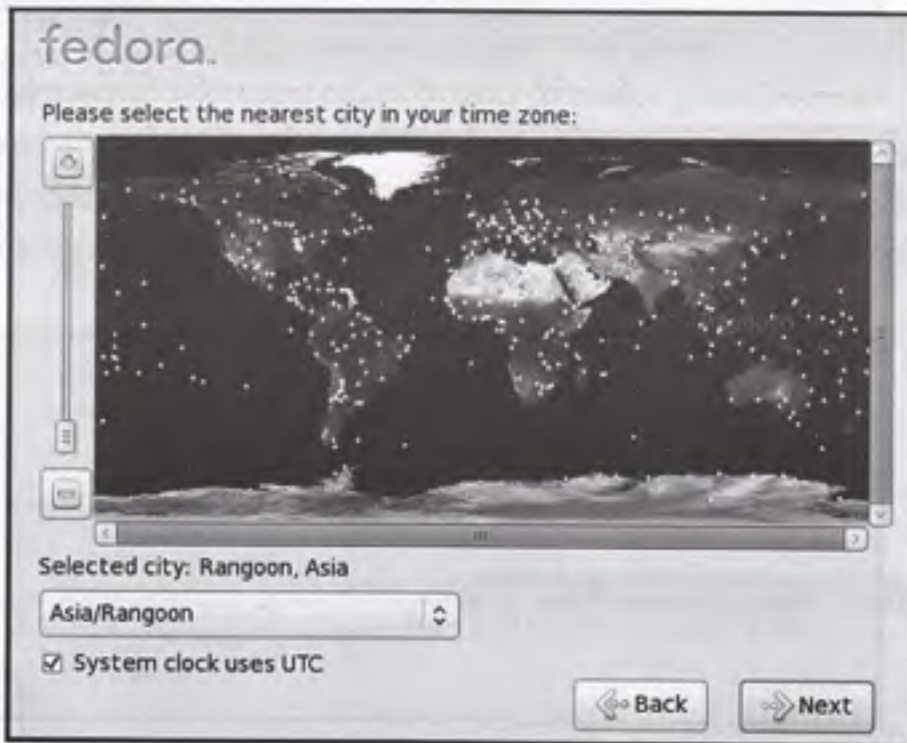 fedora.
Please select the nearest city in your time zone:
Selected city: Rangoon, Asia
Asia/Rangoon
System clock uses UTC
Back
Next